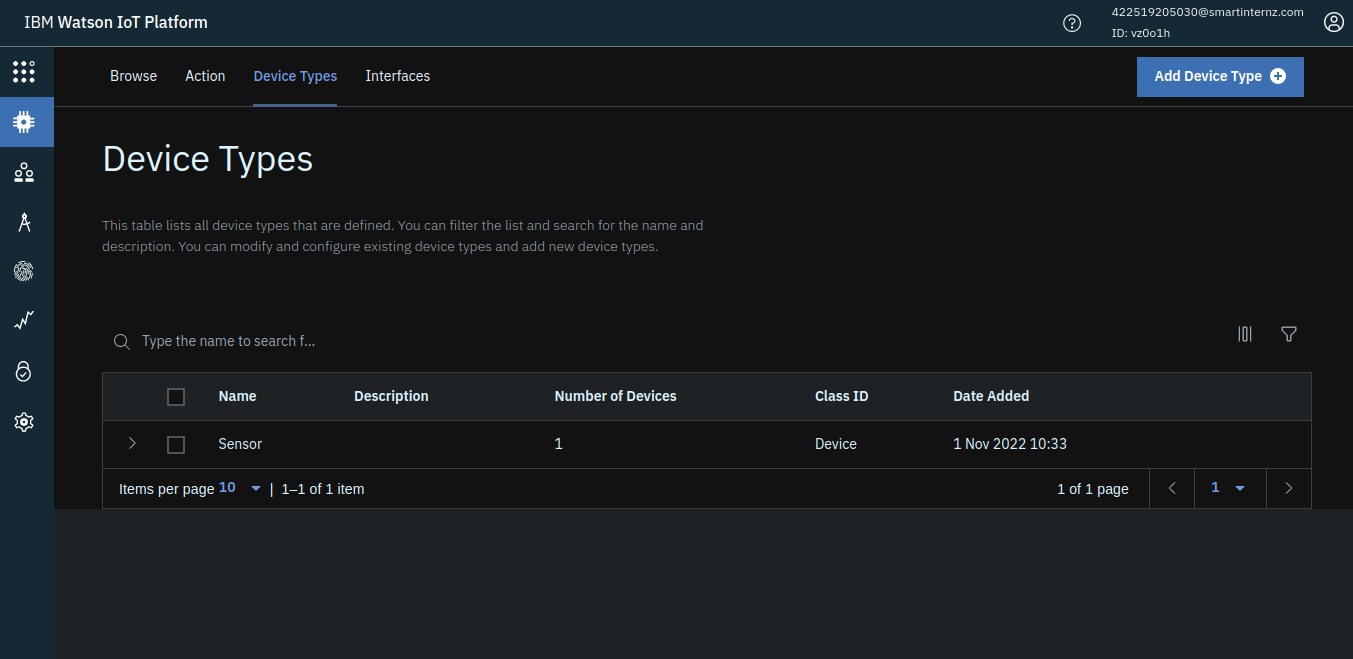 IBM Watson IoT Platform
422519205030@smartinternz.com
ID: vz0o1h
Browse Action Device Types Interfaces
Add Device Type
Device Types
This table lists all device types that are defined. You can filter the list and search for the name and
description. You can modify and configure existing device types and add new device types.
Type the name to search f...
Name Description Number of Devices Class ID Date Added
Sensor 1 Device 1 Nov 2022 10:33
Items per page 10 | 1–1 of 1 item 1 of 1 page 1